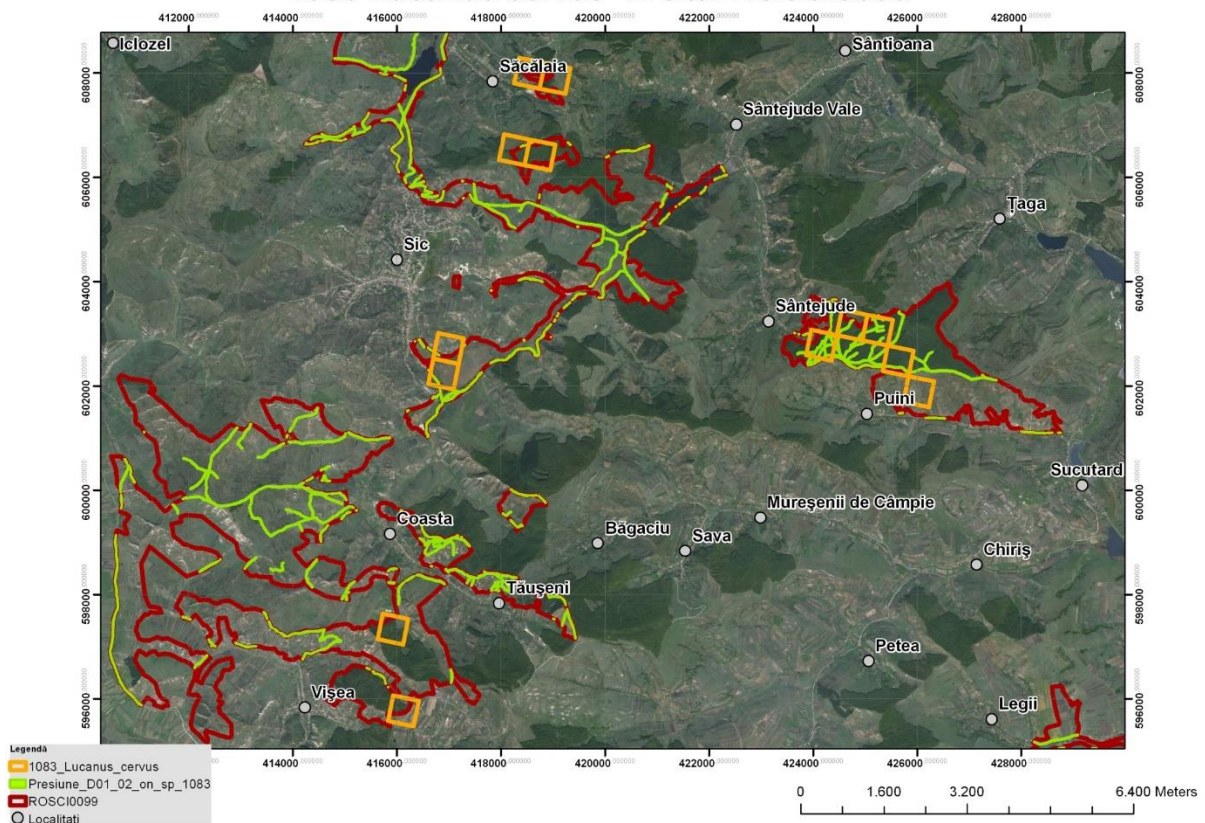 412000 414000 416000 418000 420000 422000 424000 426000 428000
Iclozel
Sântioana
Săcălaia
608000 608000
Sântejude Vale
606000 606000
Țaga
Sic
604000 604000
Sântejude
602000 602000
Puini
Sucutard
600000 600000
Mureşenii de Câmpie
Coasta
Băgaciu
Sava
Chiriş
598000 598000
Tăuşeni
Petea
Vişea
Legii
596000 596000
412000 414000 416000 418000 420000 422000 424000 426000 428000
Legendă
1083_Lucanus_cervus
Presiune_D01_02_on_sp_1083
ROSCI0099
Localitati
0 1.600 3.200 6.400 Meters